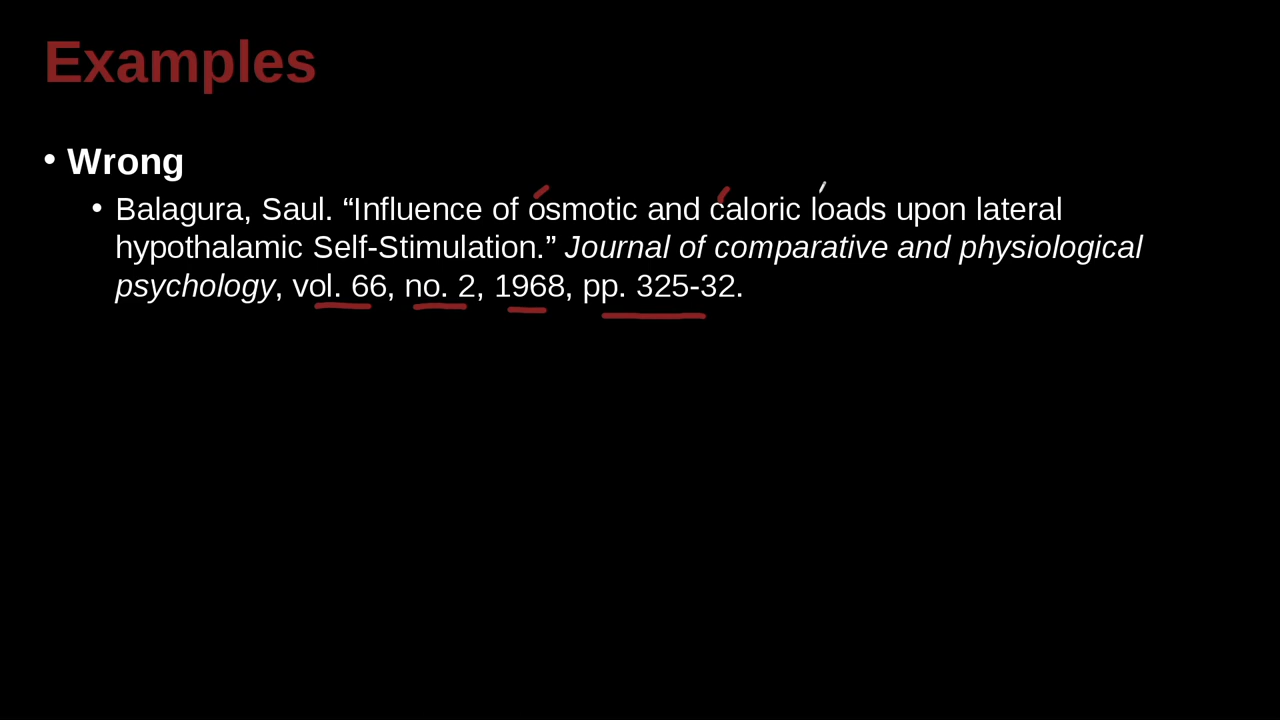 Examples
• Wrong
• Balagura, Saul. “Influence of osmotic and caloric loads upon lateral
hypothalamic Self-Stimulation.” Journal of comparative and physiological
psychology, vol. 66, no. 2, 1968, pp. 325-32.